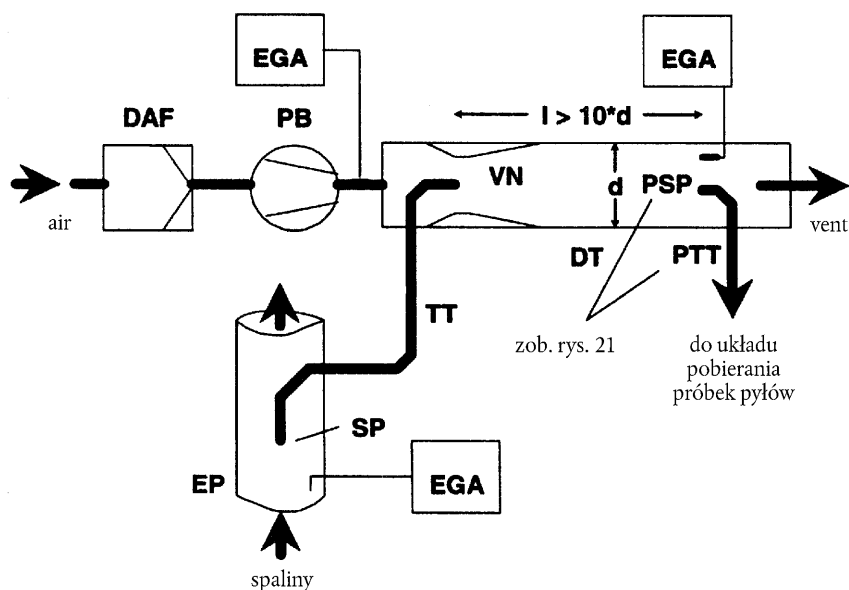 EGA
EGA
DAF
PB
l > 10*d
VN
d
PSP
air
vent
DT
PTT
TT
zob. rys. 21
do układu
pobierania
próbek pyłów
SP
EP
EGA
spaliny